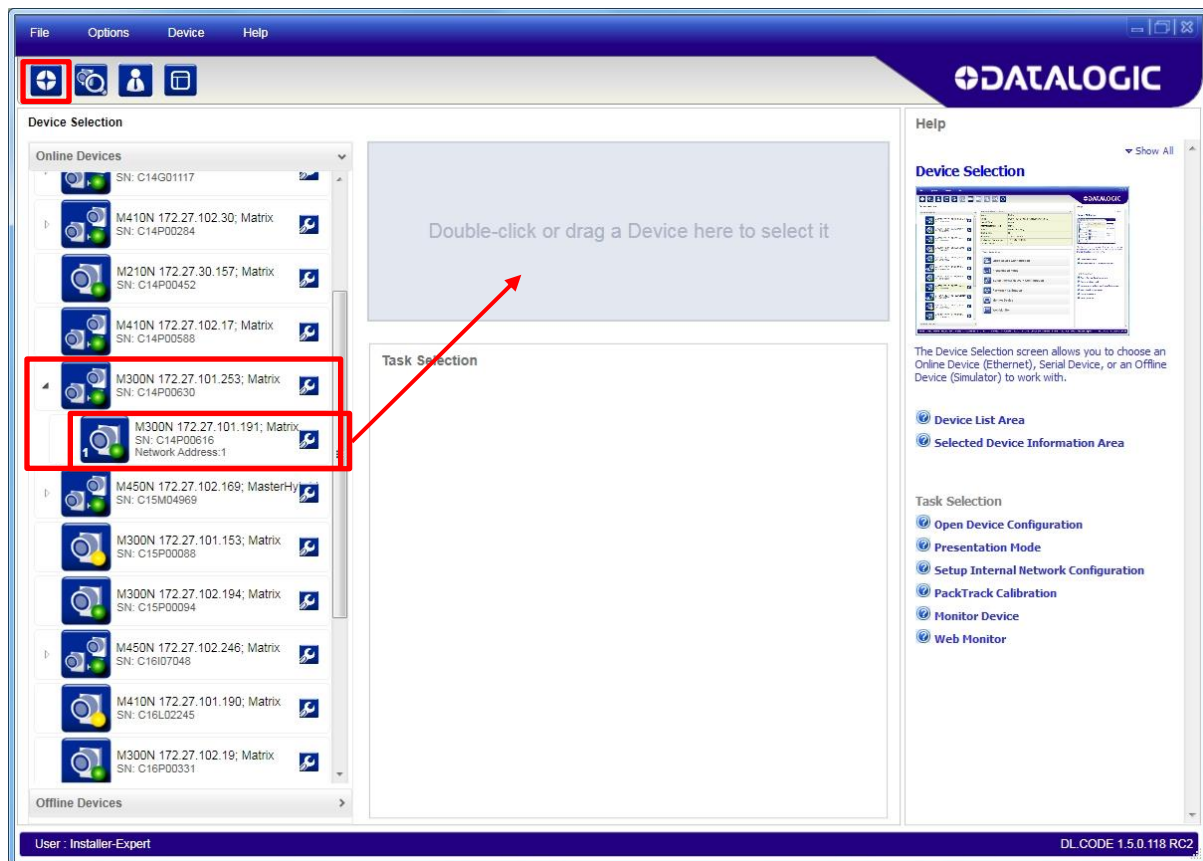 File Options Device Help
DATALOGIC
Device Selection
Online Devices
SN: C14G01117
M410N 172.27.102.30; Matrix
SN: C14P00284
M210N 172.27.30.157; Matrix
SN: C14P00452
M410N 172.27.102.17; Matrix
SN: C14P00588
M300N 172.27.101.253; Matrix
SN: C14P00630
1
M300N 172.27.101.191; Matrix
SN: C14P00616
Network Address:1
M450N 172.27.102.169; MasterHy
SN: C15M04969
M300N 172.27.101.153; Matrix
SN: C15P00088
M300N 172.27.102.194; Matrix
SN: C15P00094
M450N 172.27.102.246; Matrix
SN: C16I07048
M410N 172.27.101.190; Matrix
SN: C16L02245
M300N 172.27.102.19; Matrix
SN: C16P00331
Offline Devices
Double-click or drag a Device here to select it
Task Selection
Help
Show All
Device Selection
DATALOGIC
The Device Selection screen allows you to choose an
Online Device (Ethernet), Serial Device, or an Offline
Device (Simulator) to work with.
Device List Area
Selected Device Information Area
Task Selection
Open Device Configuration
Presentation Mode
Setup Internal Network Configuration
PackTrack Calibration
Monitor Device
Web Monitor
User : Installer-Expert
DL.CODE 1.5.0.118 RC2